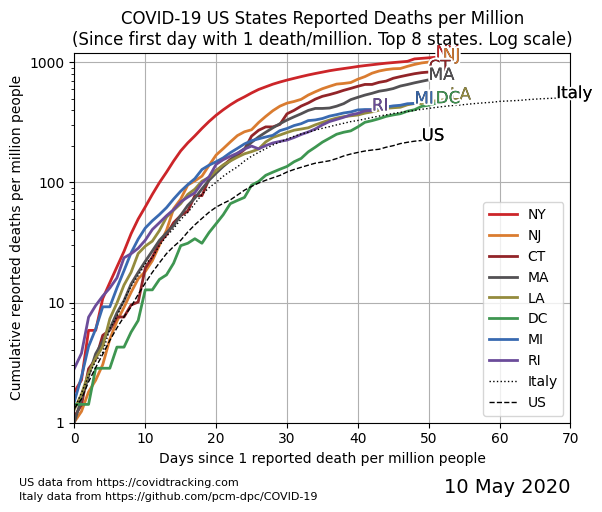 COVID-19 US States Reported Deaths per Million
(Since first day with 1 death/million. Top 8 states. Log scale)
Cumulative reported deaths per million people
1000
100
10
1
NJ
CT
MA
LA
MI
DC
RI
Italy
US
NY
NJ
CT
MA
LA
DC
MI
RI
Italy
US
0 10 20 30 40 50 60 70
Days since 1 reported death per million people
US data from https://covidtracking.com
Italy data from https://github.com/pcm-dpc/COVID-19
10 May 2020